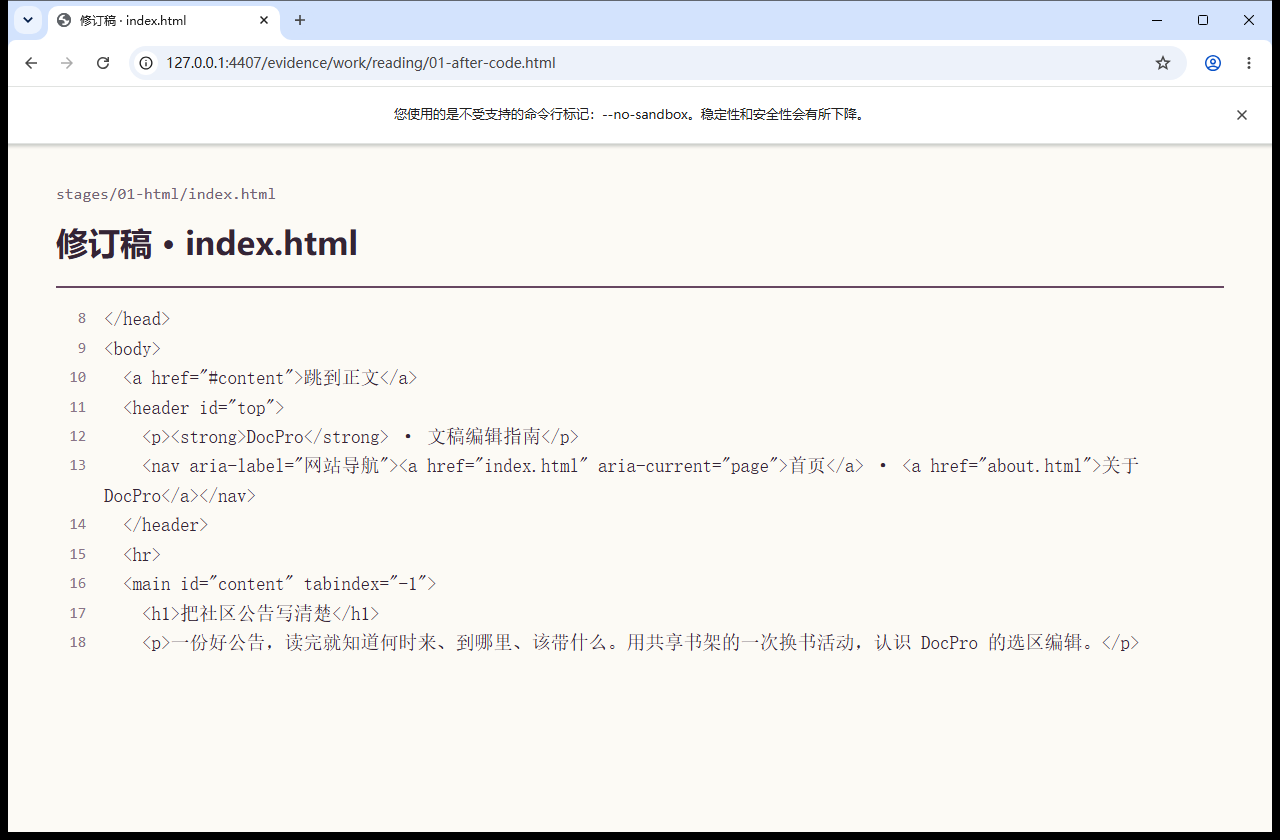 修订稿 · index.html
127.0.0.1:4407/evidence/work/reading/01-after-code.html
您使用的是不受支持的命令行标记：--no-sandbox。稳定性和安全性会有所下降。
stages/01-html/index.html
修订稿 · index.html
8 </head>
9 <body>
10 <a href="#content">跳到正文</a>
11 <header id="top">
12 <p><strong>DocPro</strong> · 文稿编辑指南</p>
13 <nav aria-label="网站导航"><a href="index.html" aria-current="page">首页</a> · <a href="about.html">关于
DocPro</a></nav>
14 </header>
15 <hr>
16 <main id="content" tabindex="-1">
17 <h1>把社区公告写清楚</h1>
18 <p>一份好公告，读完就知道何时来、到哪里、该带什么。用共享书架的一次换书活动，认识 DocPro 的选区编辑。</p>